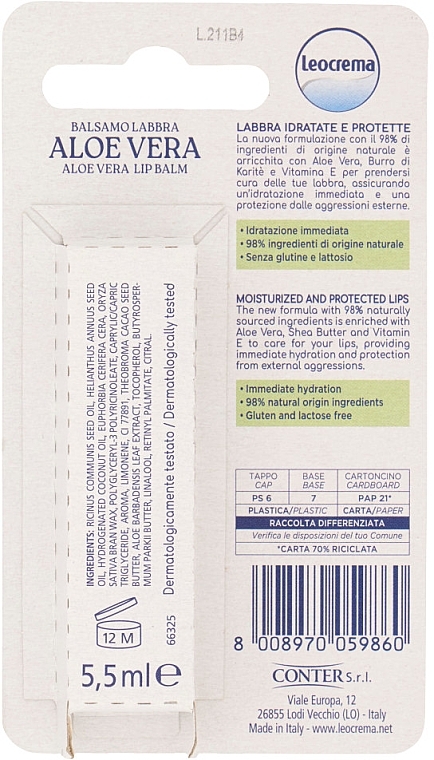 L.211B4
Leocrema
BALSAMO LABBRA
ALOE VERA
ALOE VERA LIP BALM
LABBRA IDRATATE E PROTETTE
La nuova formulazione con il 98% di
ingredienti di origine naturale è
arricchita con Aloe Vera, Burro di
Karitè e Vitamina E per prendersi
cura delle tue labbra, assicurando
un'idratazione immediata e una
protezione dalle aggressioni esterne.
• Idratazione immediata
• 98% ingredienti di origine naturale
• Senza glutine e lattosio
MOISTURIZED AND PROTECTED LIPS
The new formula with 98% naturally
sourced ingredients is enriched with
Aloe Vera, Shea Butter and Vitamin
E to care for your lips, providing
immediate hydration and protection
from external aggressions.
• Immediate hydration
• 98% natural origin ingredients
• Gluten and lactose free
INGREDIENTS: RICINUS COMMUNIS SEED OIL, HELIANTHUS ANNUUS SEED
OIL, HYDROGENATED COCONUT OIL, EUPHORBIA CERIFERA CERA, ORYZA
SATIVA BRAN WAX, POLYGLYCERYL-3 POLYRICINOLEATE, CAPRYLIC/CAPRIC
TRIGLYCERIDE, AROMA, LIMONENE, CI 77891, THEOBROMA CACAO SEED
BUTTER, ALOE BARBADENSIS LEAF EXTRACT, TOCOPHEROL, BUTYROSPER-
MUM PARKII BUTTER, LINALOOL, RETINYL PALMITATE, CITRAL.
Dermatologicamente testato / Dermatologically tested
12 M
66325
5,5ml e
TAPPO BASE CARTONCINO
CAP BASE CARDBOARD
PS 6 7 PAP 21*
PLASTICA/PLASTIC CARTA/PAPER
RACCOLTA DIFFERENZIATA
Verifica le disposizioni del tuo Comune
*CARTA 70% RICICLATA
8 008970 059860
CONTER S.r.l.
Viale Europa, 12
26855 Lodi Vecchio (LO) - Italy
Made in Italy - www.leocrema.net